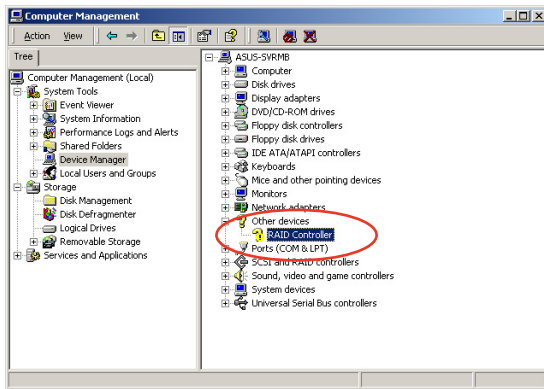 Computer Management
Action View
Tree
Computer Management (Local)
System Tools
Event Viewer
System Information
Performance Logs and Alerts
Shared Folders
Device Manager
Local Users and Groups
Storage
Disk Management
Disk Defragmenter
Logical Drives
Removable Storage
Services and Applications
ASUS-SVRMB
Computer
Disk drives
Display adapters
DVD/CD-ROM drives
Floppy disk controllers
Floppy disk drives
IDE ATA/ATAPI controllers
Keyboards
Mice and other pointing devices
Monitors
Network adapters
Other devices
RAID Controller
Ports (COM & LPT)
SCSI and RAID controllers
Sound, video and game controllers
System devices
Universal Serial Bus controllers